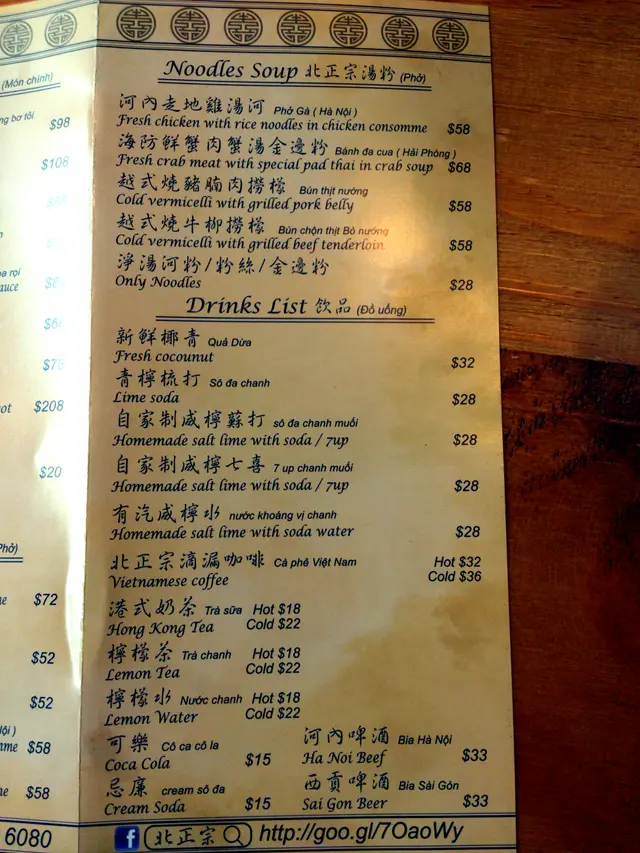 (Món chính)
ng bơ tỏi
$98
$108
sauce
$208
$20
Phở)
$72
$52
$52
$58
$58
6080
Noodles Soup 北正宗湯粉 (Phở)
河內走地雞湯河 Phở Gà ( Hà Nội )
Fresh chicken with rice noodles in chicken consomme $58
海防鮮蟹肉蟹湯金邊粉 Bánh đa cua ( Hải Phòng )
Fresh crab meat with special pad thai in crab soup $68
越式燒豬腩肉撈檬 Bún thịt nướng
Cold vermicelli with grilled pork belly $58
越式燒牛柳撈檬 Bún chọn thịt Bò nướng
Cold vermicelli with grilled beef tenderloin $58
淨湯河粉/粉絲/金邊粉
Only Noodles $28
Drinks List 飲品 (Đồ uống)
新鮮椰青 Quả Dừa
Fresh cocounut $32
青檸梳打 Sô đa chanh
Lime soda $28
自家制咸檸蘇打 sô đa chanh muối
Homemade salt lime with soda / 7up $28
自家制咸檸七喜 7 up chanh muối
Homemade salt lime with soda / 7up $28
有汽咸檸水 nước khoáng vị chanh
Homemade salt lime with soda water $28
北正宗滴漏咖啡 Cà phê Việt Nam Hot $32
Vietnamese coffee Cold $36
港式奶茶 Trà sữa Hot $18
Hong Kong Tea Cold $22
檸檬茶 Trà chanh Hot $18
Lemon Tea Cold $22
檸檬水 Nước chanh Hot $18
Lemon Water Cold $22
可樂 Cô ca cô la
Coca Cola $15
忌廉 cream sô đa
Cream Soda $15
河內啤酒 Bia Hà Nội
Ha Noi Beef $33
西貢啤酒 Bia Sài Gòn
Sai Gon Beer $33
f 北正宗 http://goo.gl/7OaoWy